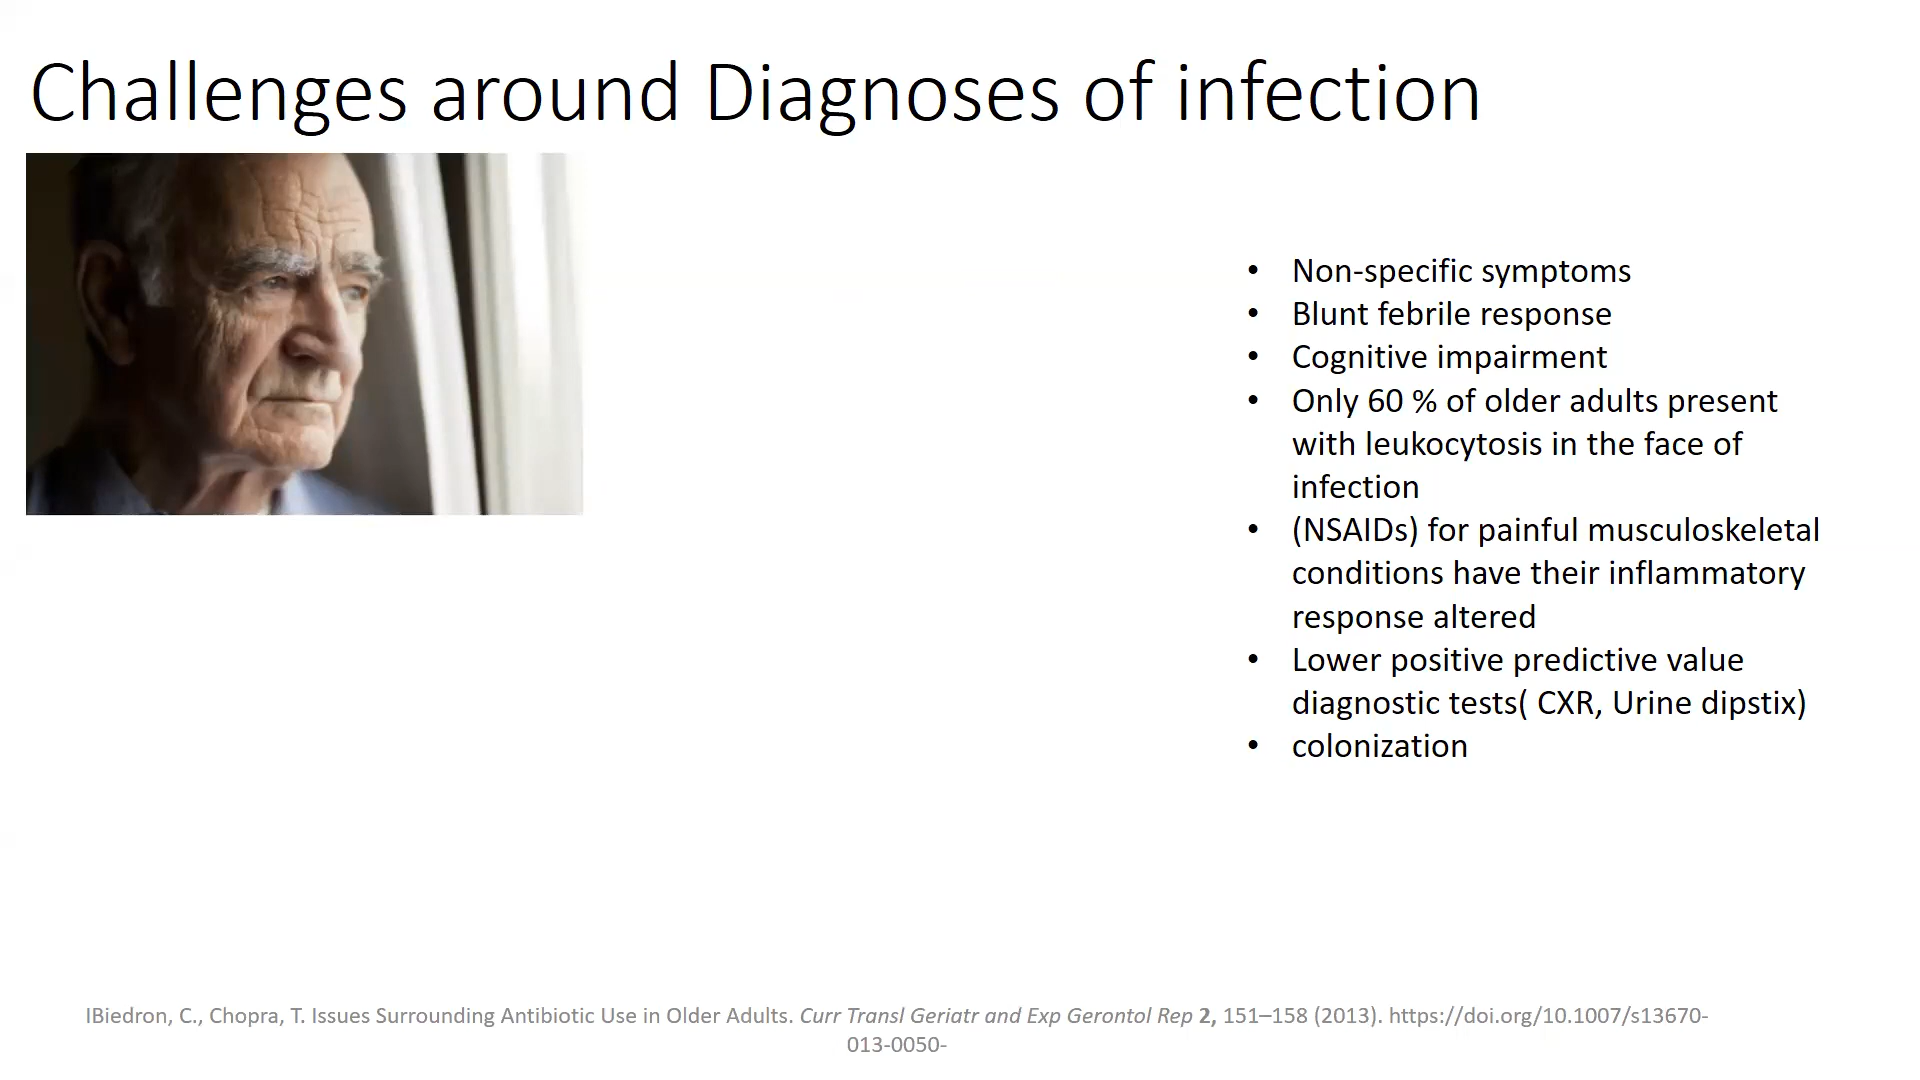 Challenges around Diagnoses of infection
• Non-specific symptoms
• Blunt febrile response
• Cognitive impairment
• Only 60 % of older adults present
with leukocytosis in the face of
infection
• (NSAIDs) for painful musculoskeletal
conditions have their inflammatory
response altered
• Lower positive predictive value
diagnostic tests( CXR, Urine dipstix)
• colonization
IBiedron, C., Chopra, T. Issues Surrounding Antibiotic Use in Older Adults. Curr Transl Geriatr and Exp Gerontol Rep 2, 151–158 (2013). https://doi.org/10.1007/s13670-
013-0050-